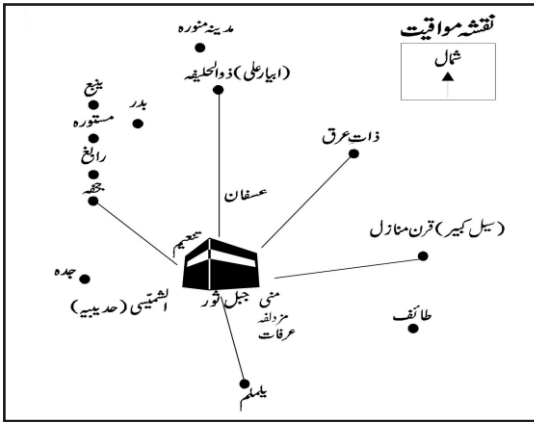 نقشہ مواقیت
شمال
مدینہ منورہ
(ابیار علی) ذوالحلیفہ
ینبع
بدر
مستورہ
رابغ
جحفہ
ذات عرق
عسفان
تنعیم
(سیل کبیر) قرن منازل
جدہ
الشمیسی (حدیبیہ)
جبل ثور
منی
مزدلفہ
عرفات
طائف
یلملم